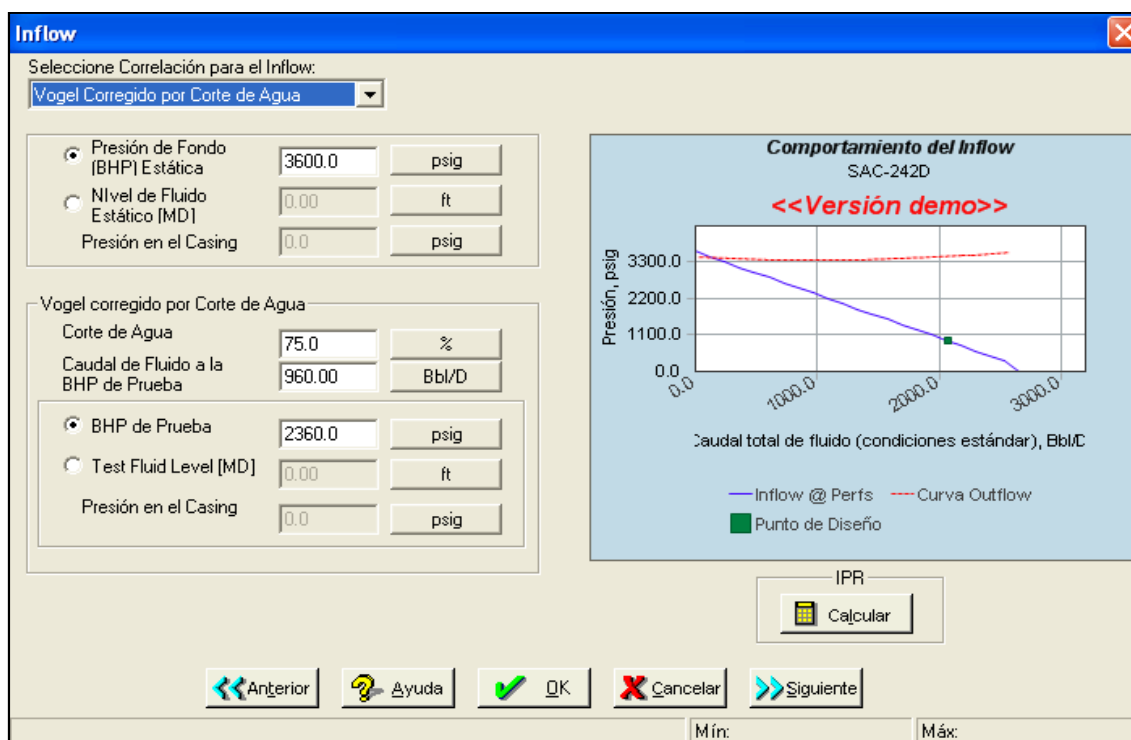 Inflow
Seleccione Correlación para el Inflow:
Vogel Corregido por Corte de Agua
Presión de Fondo
(BHP) Estática
3600.0
psig
NIvel de Fluido
Estático [MD]
0.00
ft
Presión en el Casing
0.0
psig
Vogel corregido por Corte de Agua
Corte de Agua
75.0
%
Caudal de Fluido a la
BHP de Prueba
960.00
Bbl/D
BHP de Prueba
2360.0
psig
Test Fluid Level [MD]
0.00
ft
Presión en el Casing
0.0
psig
Comportamiento del Inflow
SAC-242D
<<Versión demo>>
Presión, psig
3300.0
2200.0
1100.0
0.0
0.0
1000.0
2000.0
3000.0
Caudal total de fluido (condiciones estándar), Bbl/D
Inflow @ Perfs
Curva Outflow
Punto de Diseño
IPR
Calcular
Anterior
Ayuda
OK
Cancelar
Siguiente
Mín:
Máx: